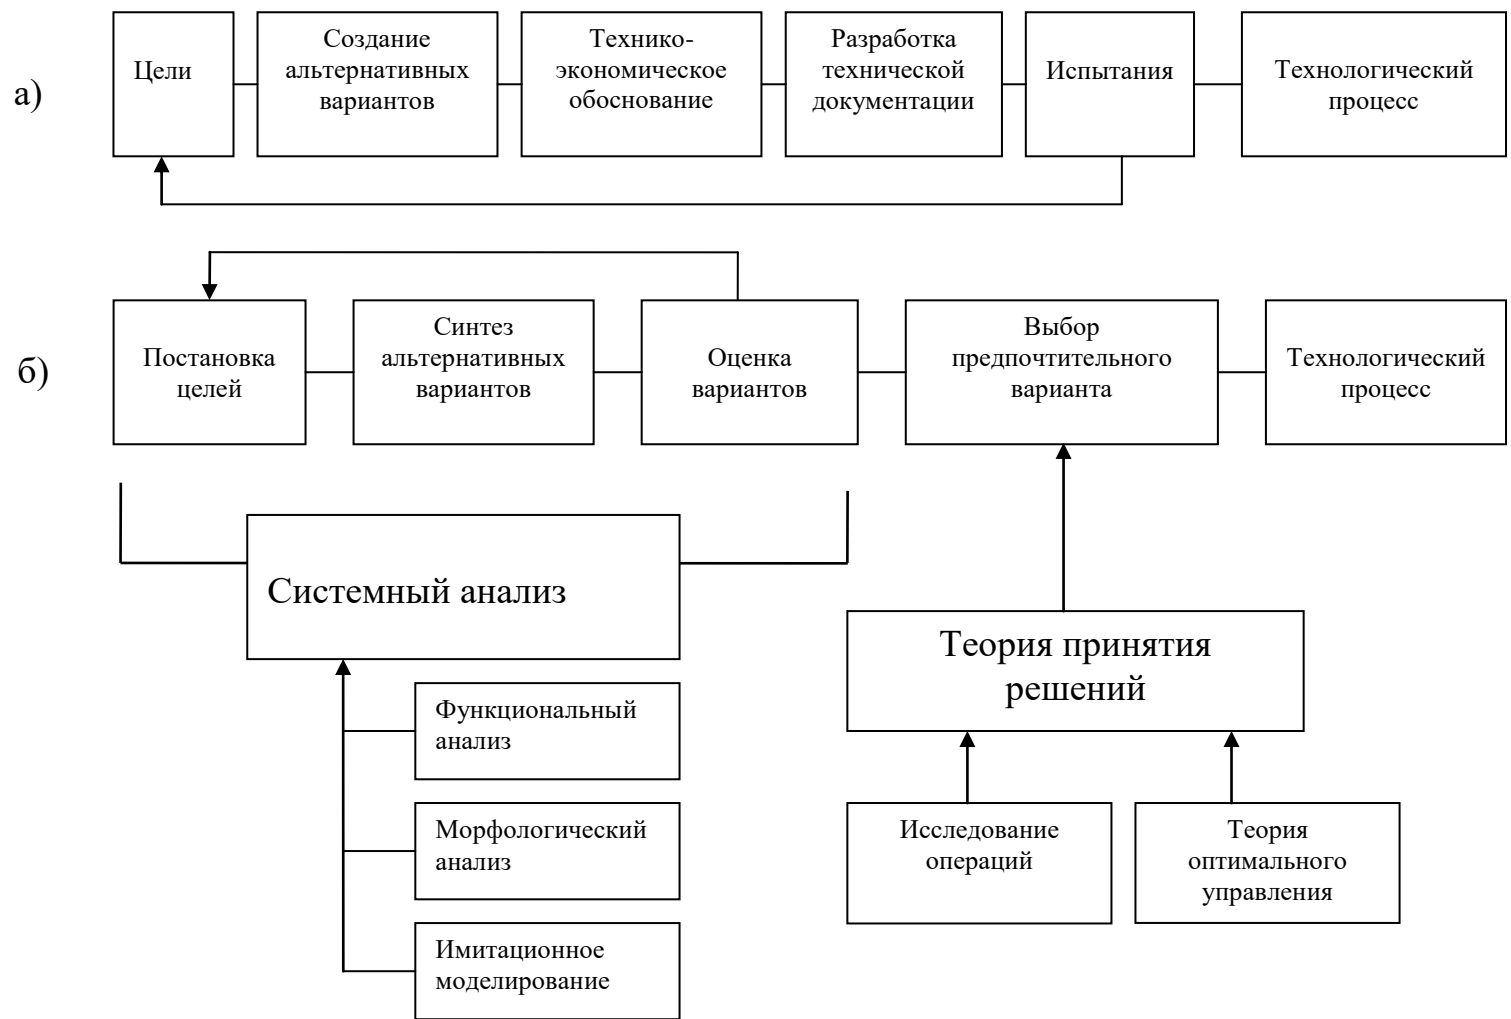 а)
Цели
Создание
альтернативных
вариантов
Технико-
экономическое
обоснование
Разработка
технической
документации
Испытания
Технологический
процесс
б)
Постановка
целей
Синтез
альтернативных
вариантов
Оценка
вариантов
Выбор
предпочтительного
варианта
Технологический
процесс
Системный анализ
Функциональный
анализ
Морфологический
анализ
Имитационное
моделирование
Теория принятия
решений
Исследование
операций
Теория
оптимального
управления